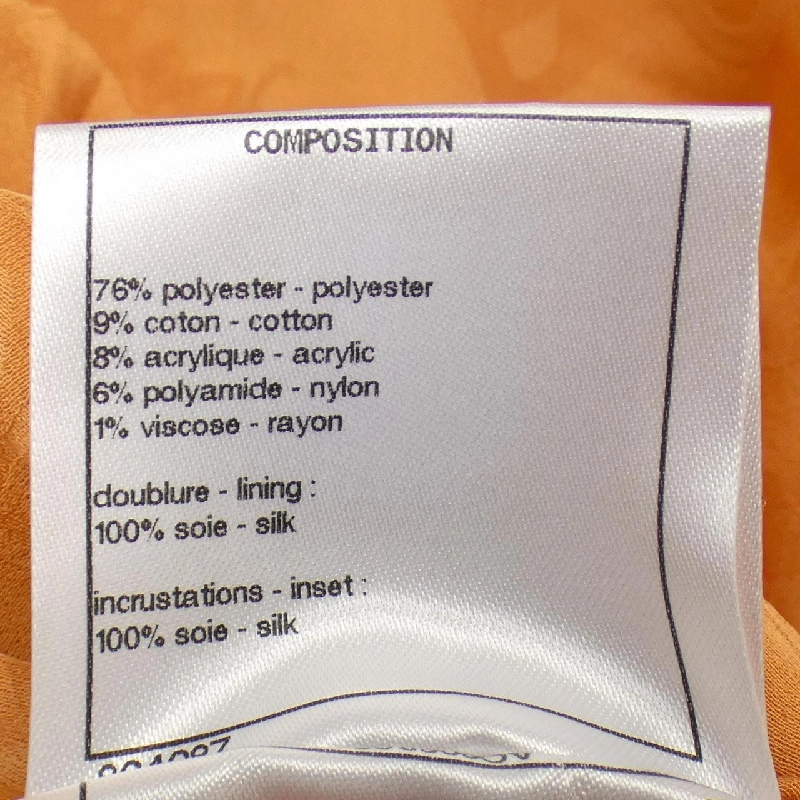 COMPOSITION
76% polyester - polyester
9% coton - cotton
8% acrylique - acrylic
6% polyamide - nylon
1% viscose - rayon
doublure - lining :
100% soie - silk
incrustations - inset :
100% soie - silk